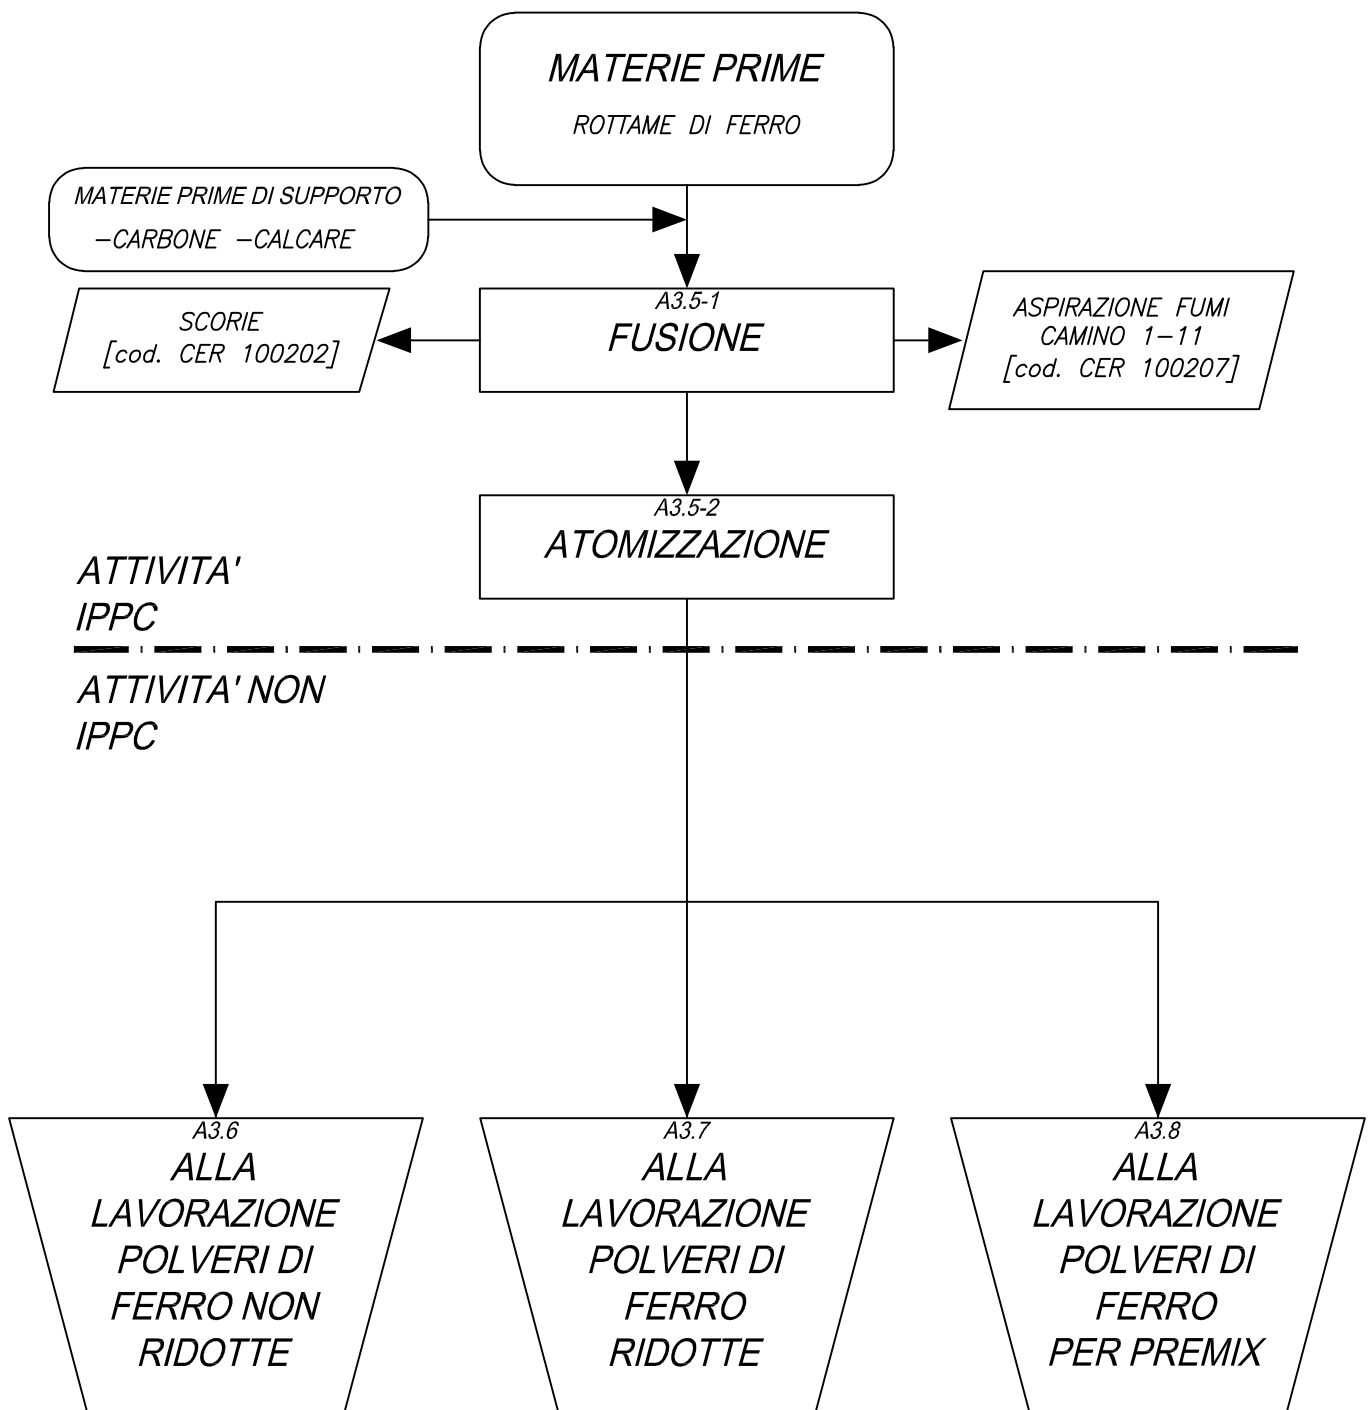 MATERIE PRIME
ROTTAME DI FERRO
MATERIE PRIME DI SUPPORTO
-CARBONE -CALCARE
A3.5-1
FUSIONE
SCORIE
[cod. CER 100202]
ASPIRAZIONE FUMI
CAMINO 1-11
[cod. CER 100207]
A3.5-2
ATOMIZZAZIONE
ATTIVITA'
IPPC
ATTIVITA' NON
IPPC
A3.6
ALLA
LAVORAZIONE
POLVERI DI
FERRO NON
RIDOTTE
A3.7
ALLA
LAVORAZIONE
POLVERI DI
FERRO
RIDOTTE
A3.8
ALLA
LAVORAZIONE
POLVERI DI
FERRO
PER PREMIX